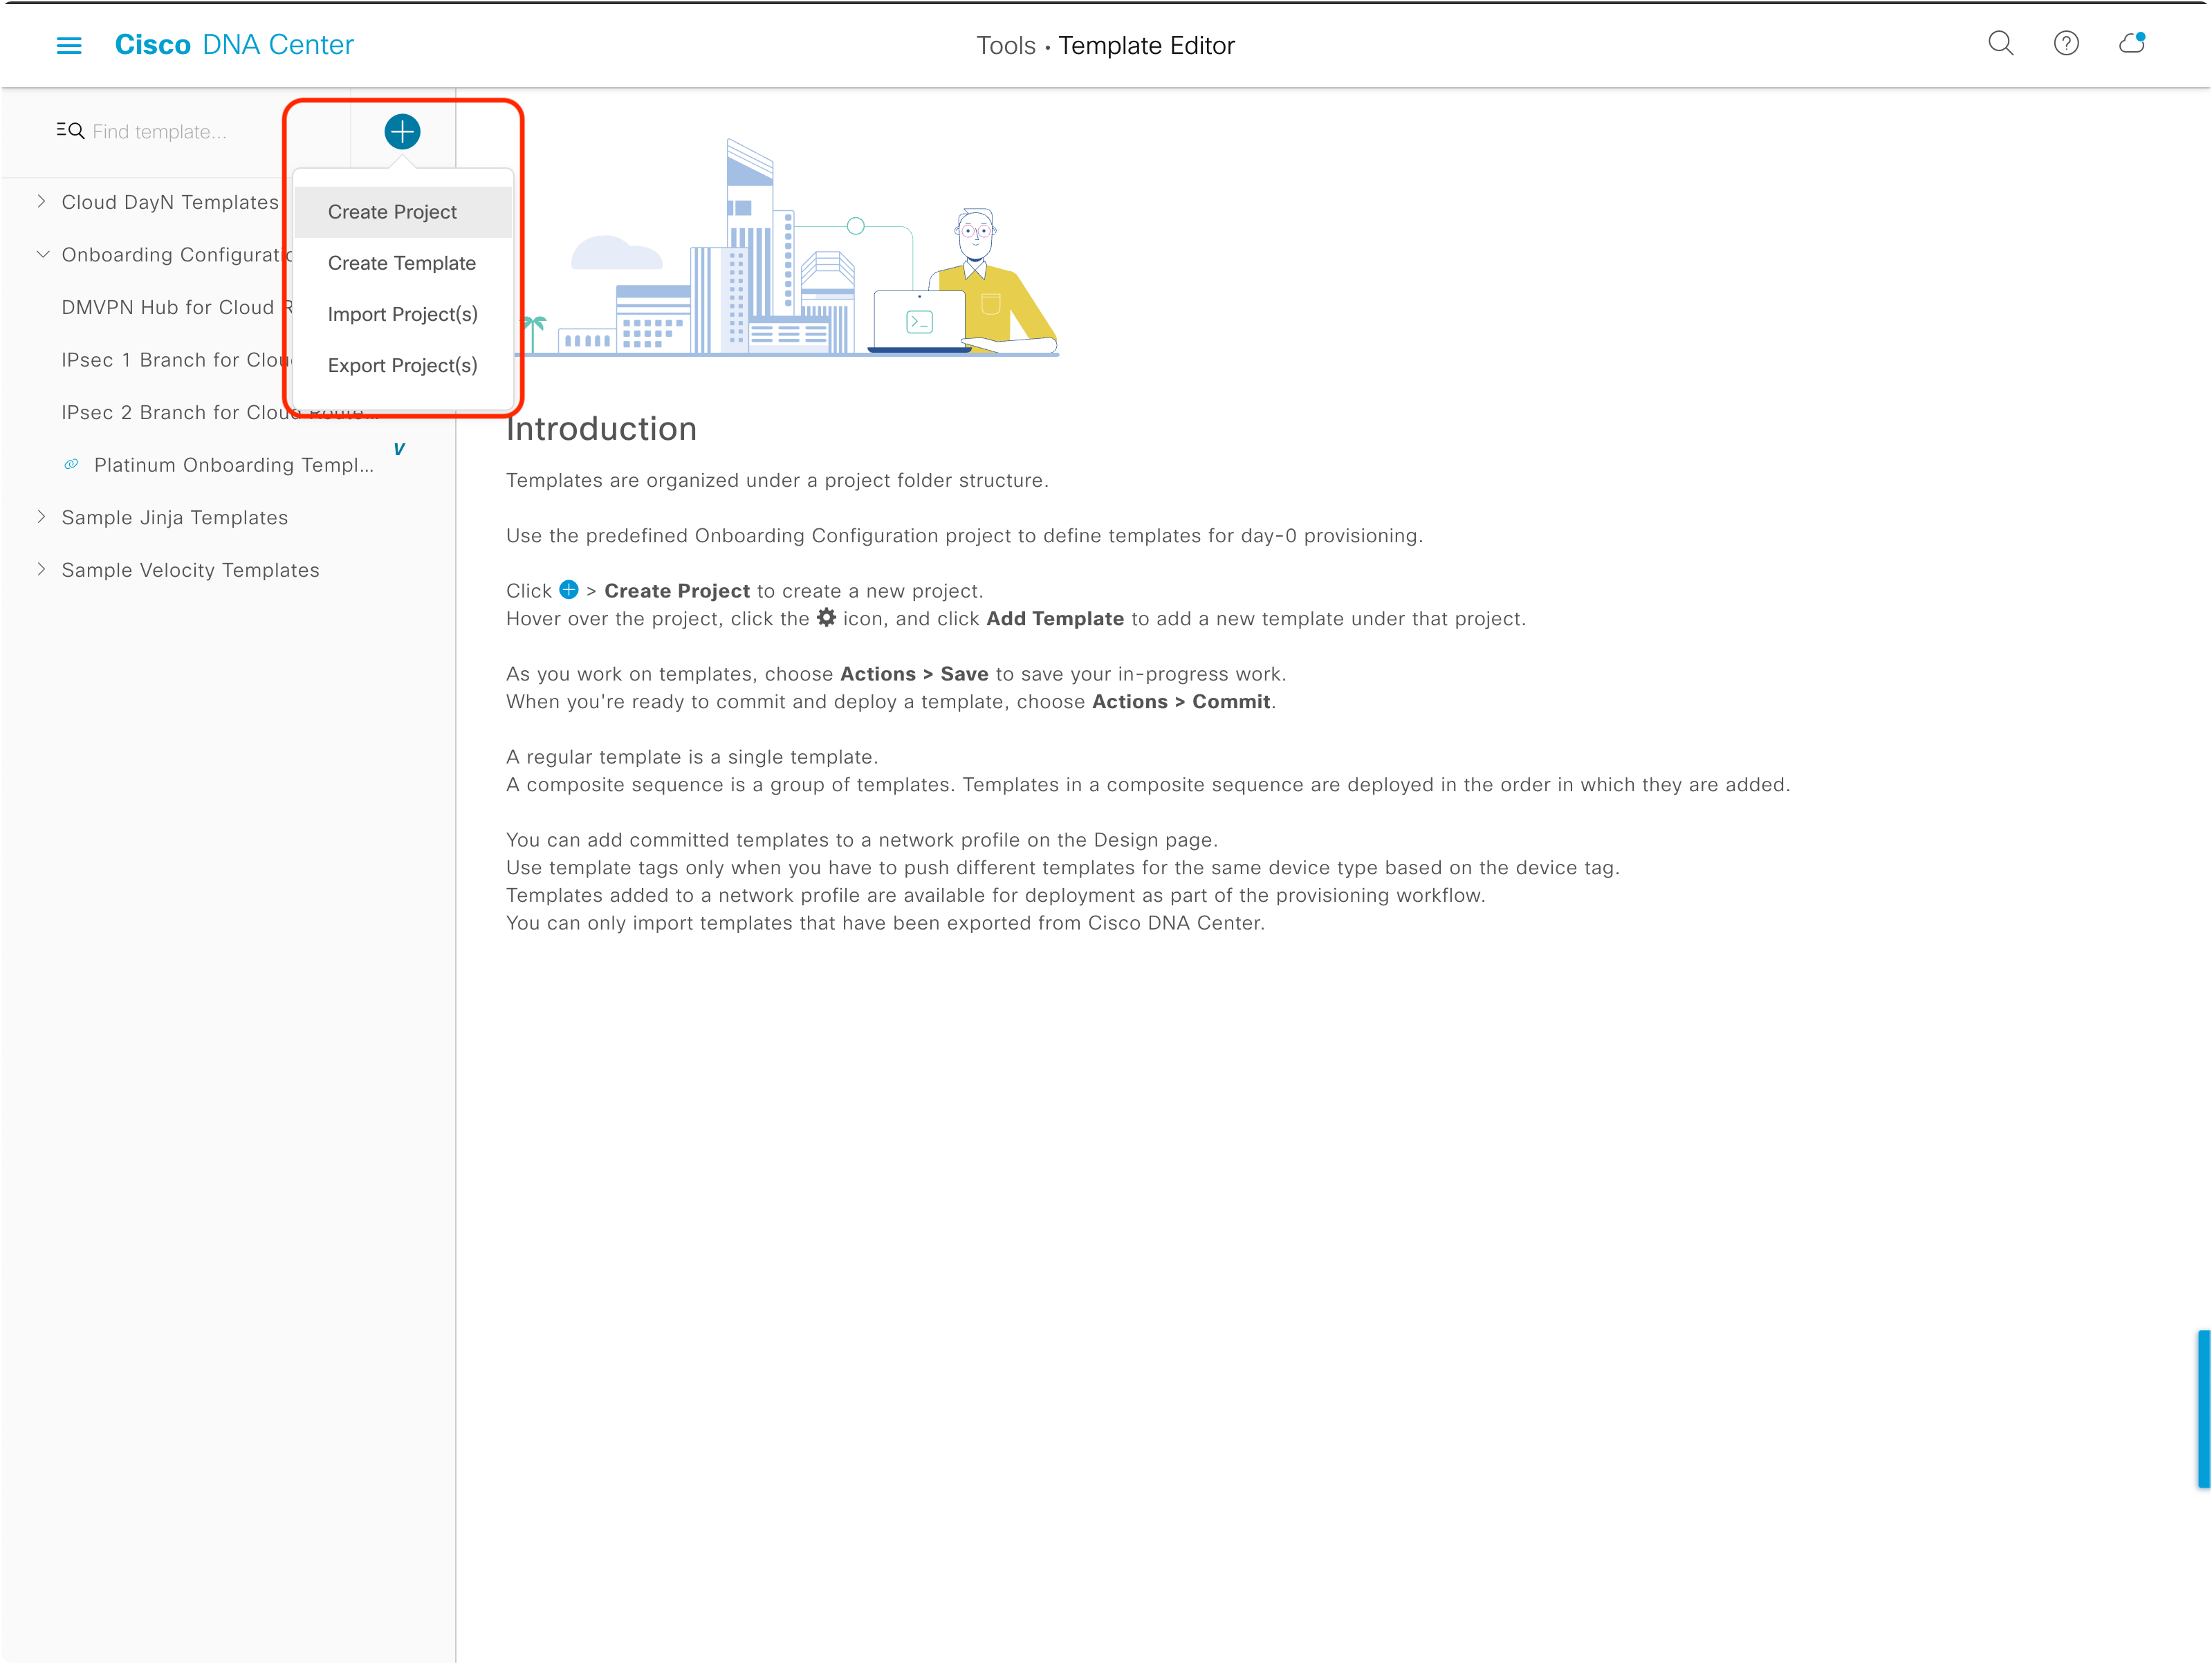 Cisco DNA Center
Tools • Template Editor
Find template...
Cloud DayN Templates
Onboarding
DMVPN Hub for Cloud
IPsec 1 Branch for
IPsec 2 Branch for Cloud
Platinum Onboarding Templ...
V
Sample Jinja Templates
Sample Velocity Templates
Create Project
Create Template
Import Project(s)
Export Project(s)
Introduction
Templates are organized under a project folder structure.
Use the predefined Onboarding Configuration project to define templates for day-0 provisioning.
Click > Create Project to create a new project.
Hover over the project, click the icon, and click Add Template to add a new template under that project.
As you work on templates, choose Actions > Save to save your in-progress work.
When you're ready to commit and deploy a template, choose Actions > Commit.
A regular template is a single template.
A composite sequence is a group of templates. Templates in a composite sequence are deployed in the order in which they are added.
You can add committed templates to a network profile on the Design page.
Use template tags only when you have to push different templates for the same device type based on the device tag.
Templates added to a network profile are available for deployment as part of the provisioning workflow.
You can only import templates that have been exported from Cisco DNA Center.